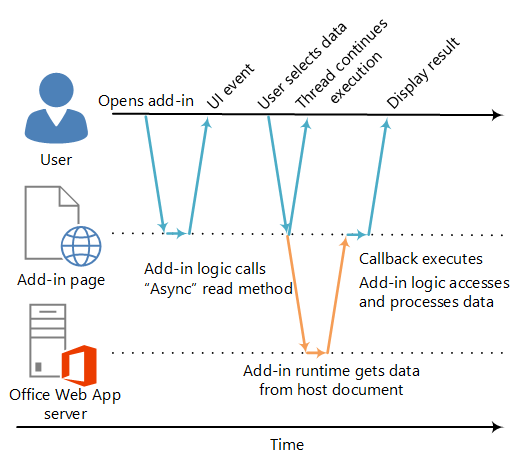 Opens add-in
UI event
User selects data
Thread continues
execution
Display result
User
Add-in page
Add-in logic calls
“Async” read method
Callback executes
Add-in logic accesses
and processes data
Office Web App
server
Add-in runtime gets data
from host document
Time